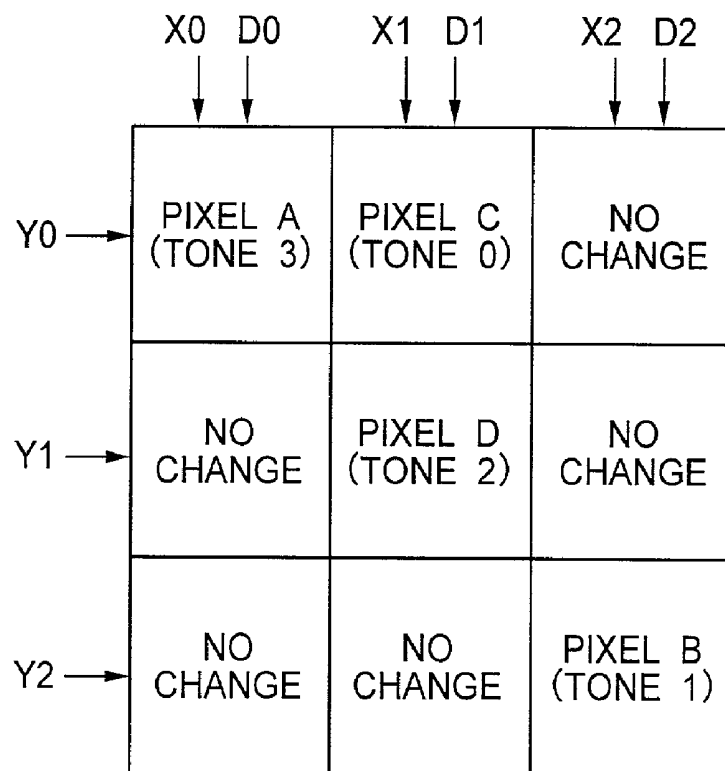 X0 D0 X1 D1 X2 D2
Y0
PIXEL A
(TONE 3)
PIXEL C
(TONE 0)
NO
CHANGE
Y1
NO
CHANGE
PIXEL D
(TONE 2)
NO
CHANGE
Y2
NO
CHANGE
NO
CHANGE
PIXEL B
(TONE 1)